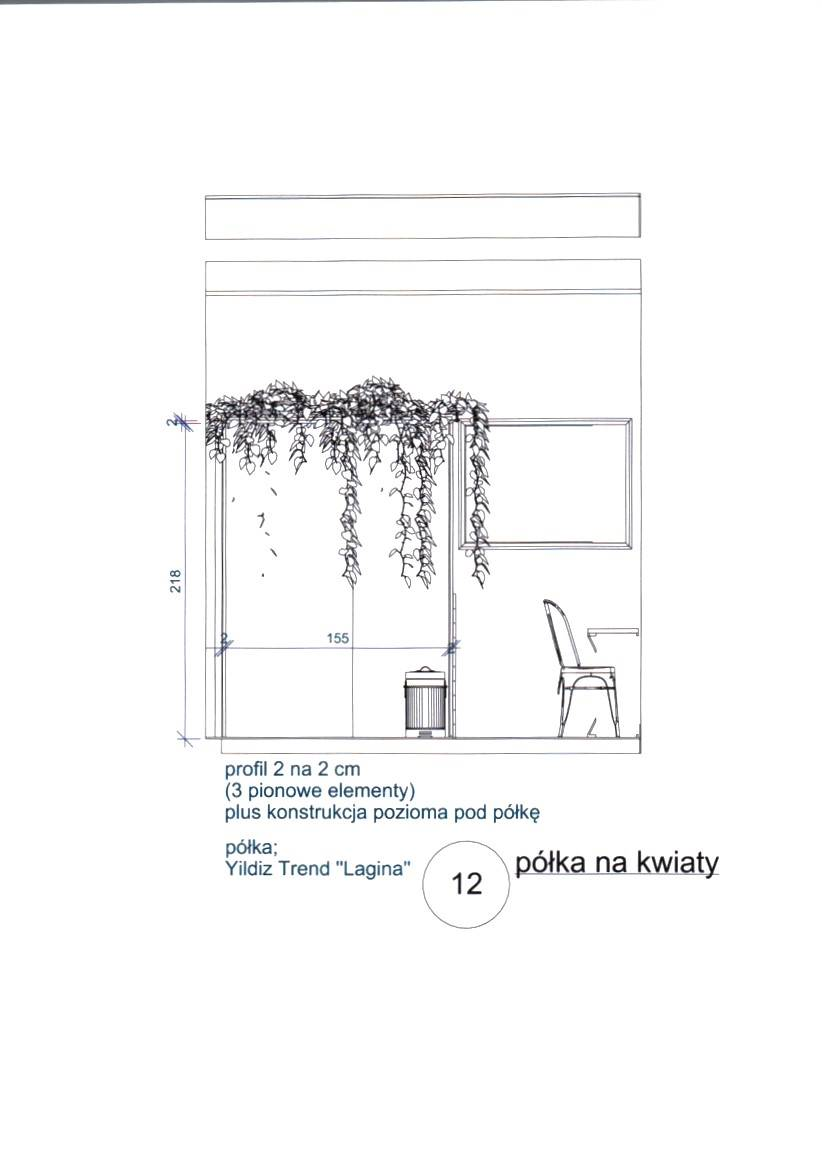 2
218
2
155
2
profil 2 na 2 cm
(3 pionowe elementy)
plus konstrukcja pozioma pod półkę
półka;
Yildiz Trend "Lagina"
12
półka na kwiaty